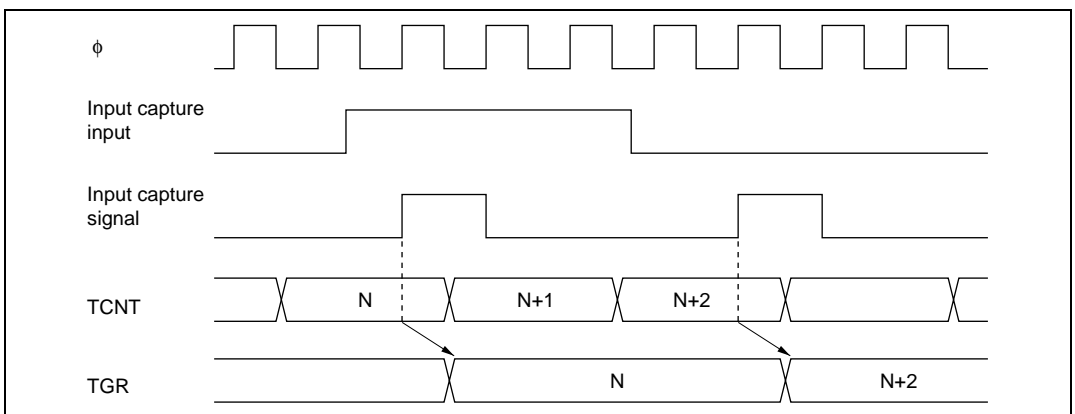 ϕ
Input capture
input
Input capture
signal
TCNT
N
N+1
N+2
TGR
N
N+2